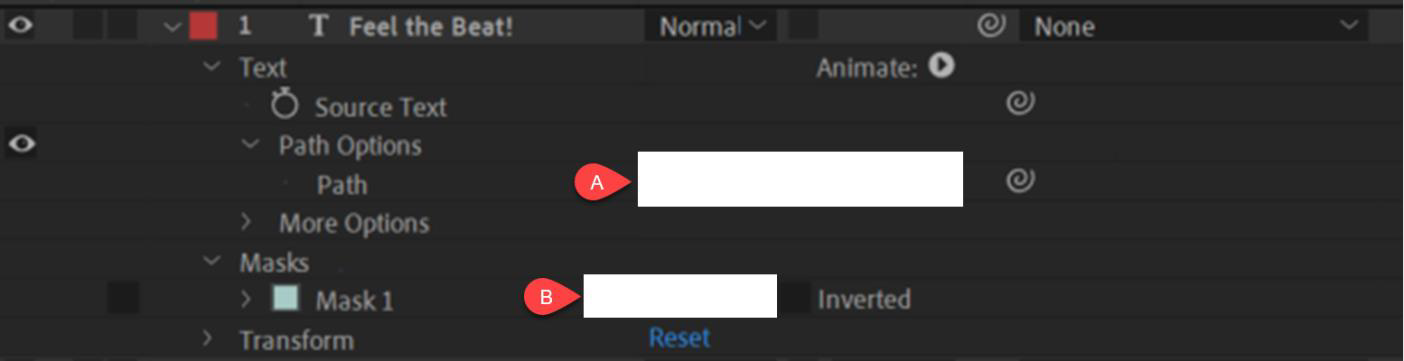 1 T Feel the Beat! Normal None
Text Animate:
Source Text
Path Options
A
Path
More Options
Masks
B
Mask 1 Inverted
Transform Reset